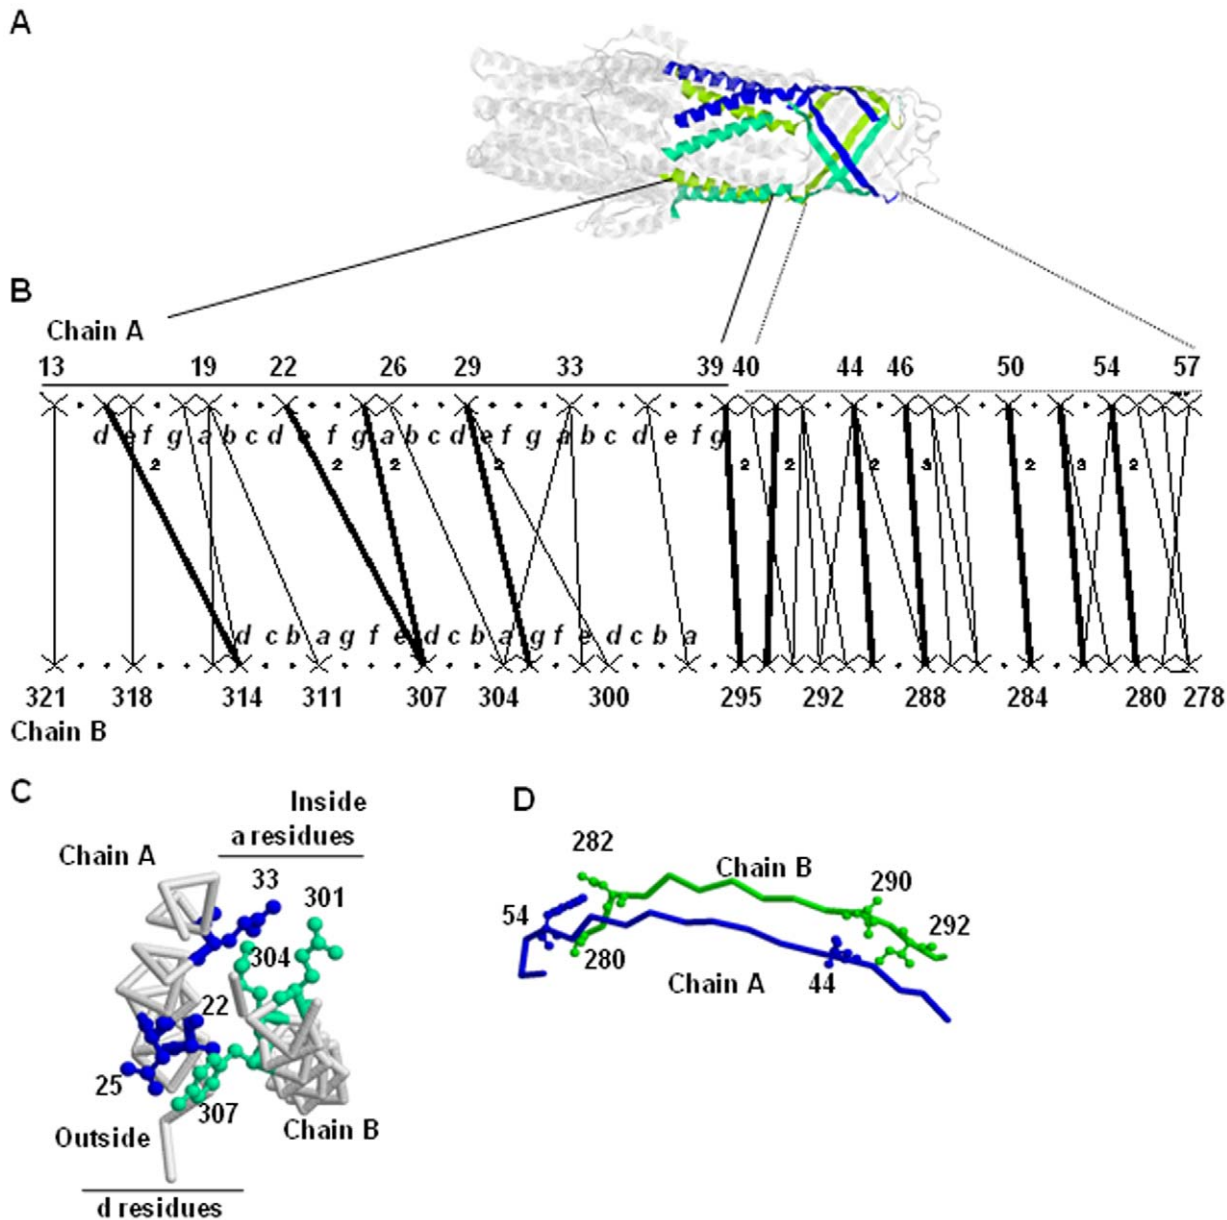 A
B
Chain A
13 19 22 26 29 33 39 40 44 46 50 54 57
d e f g a b c d e f g a b c d e f g a b c d e f g
2 2 2 2 2 2 2 3 2 3 2
d c b a g f e d c b a g f e d c b a
321 318 314 311 307 304 300 295 292 288 284 280 278
Chain B
C
D
Inside
a residues
Chain A
33
301
304
22
25
307
Outside
Chain B
d residues
282
Chain B
290
54
292
280
Chain A
44